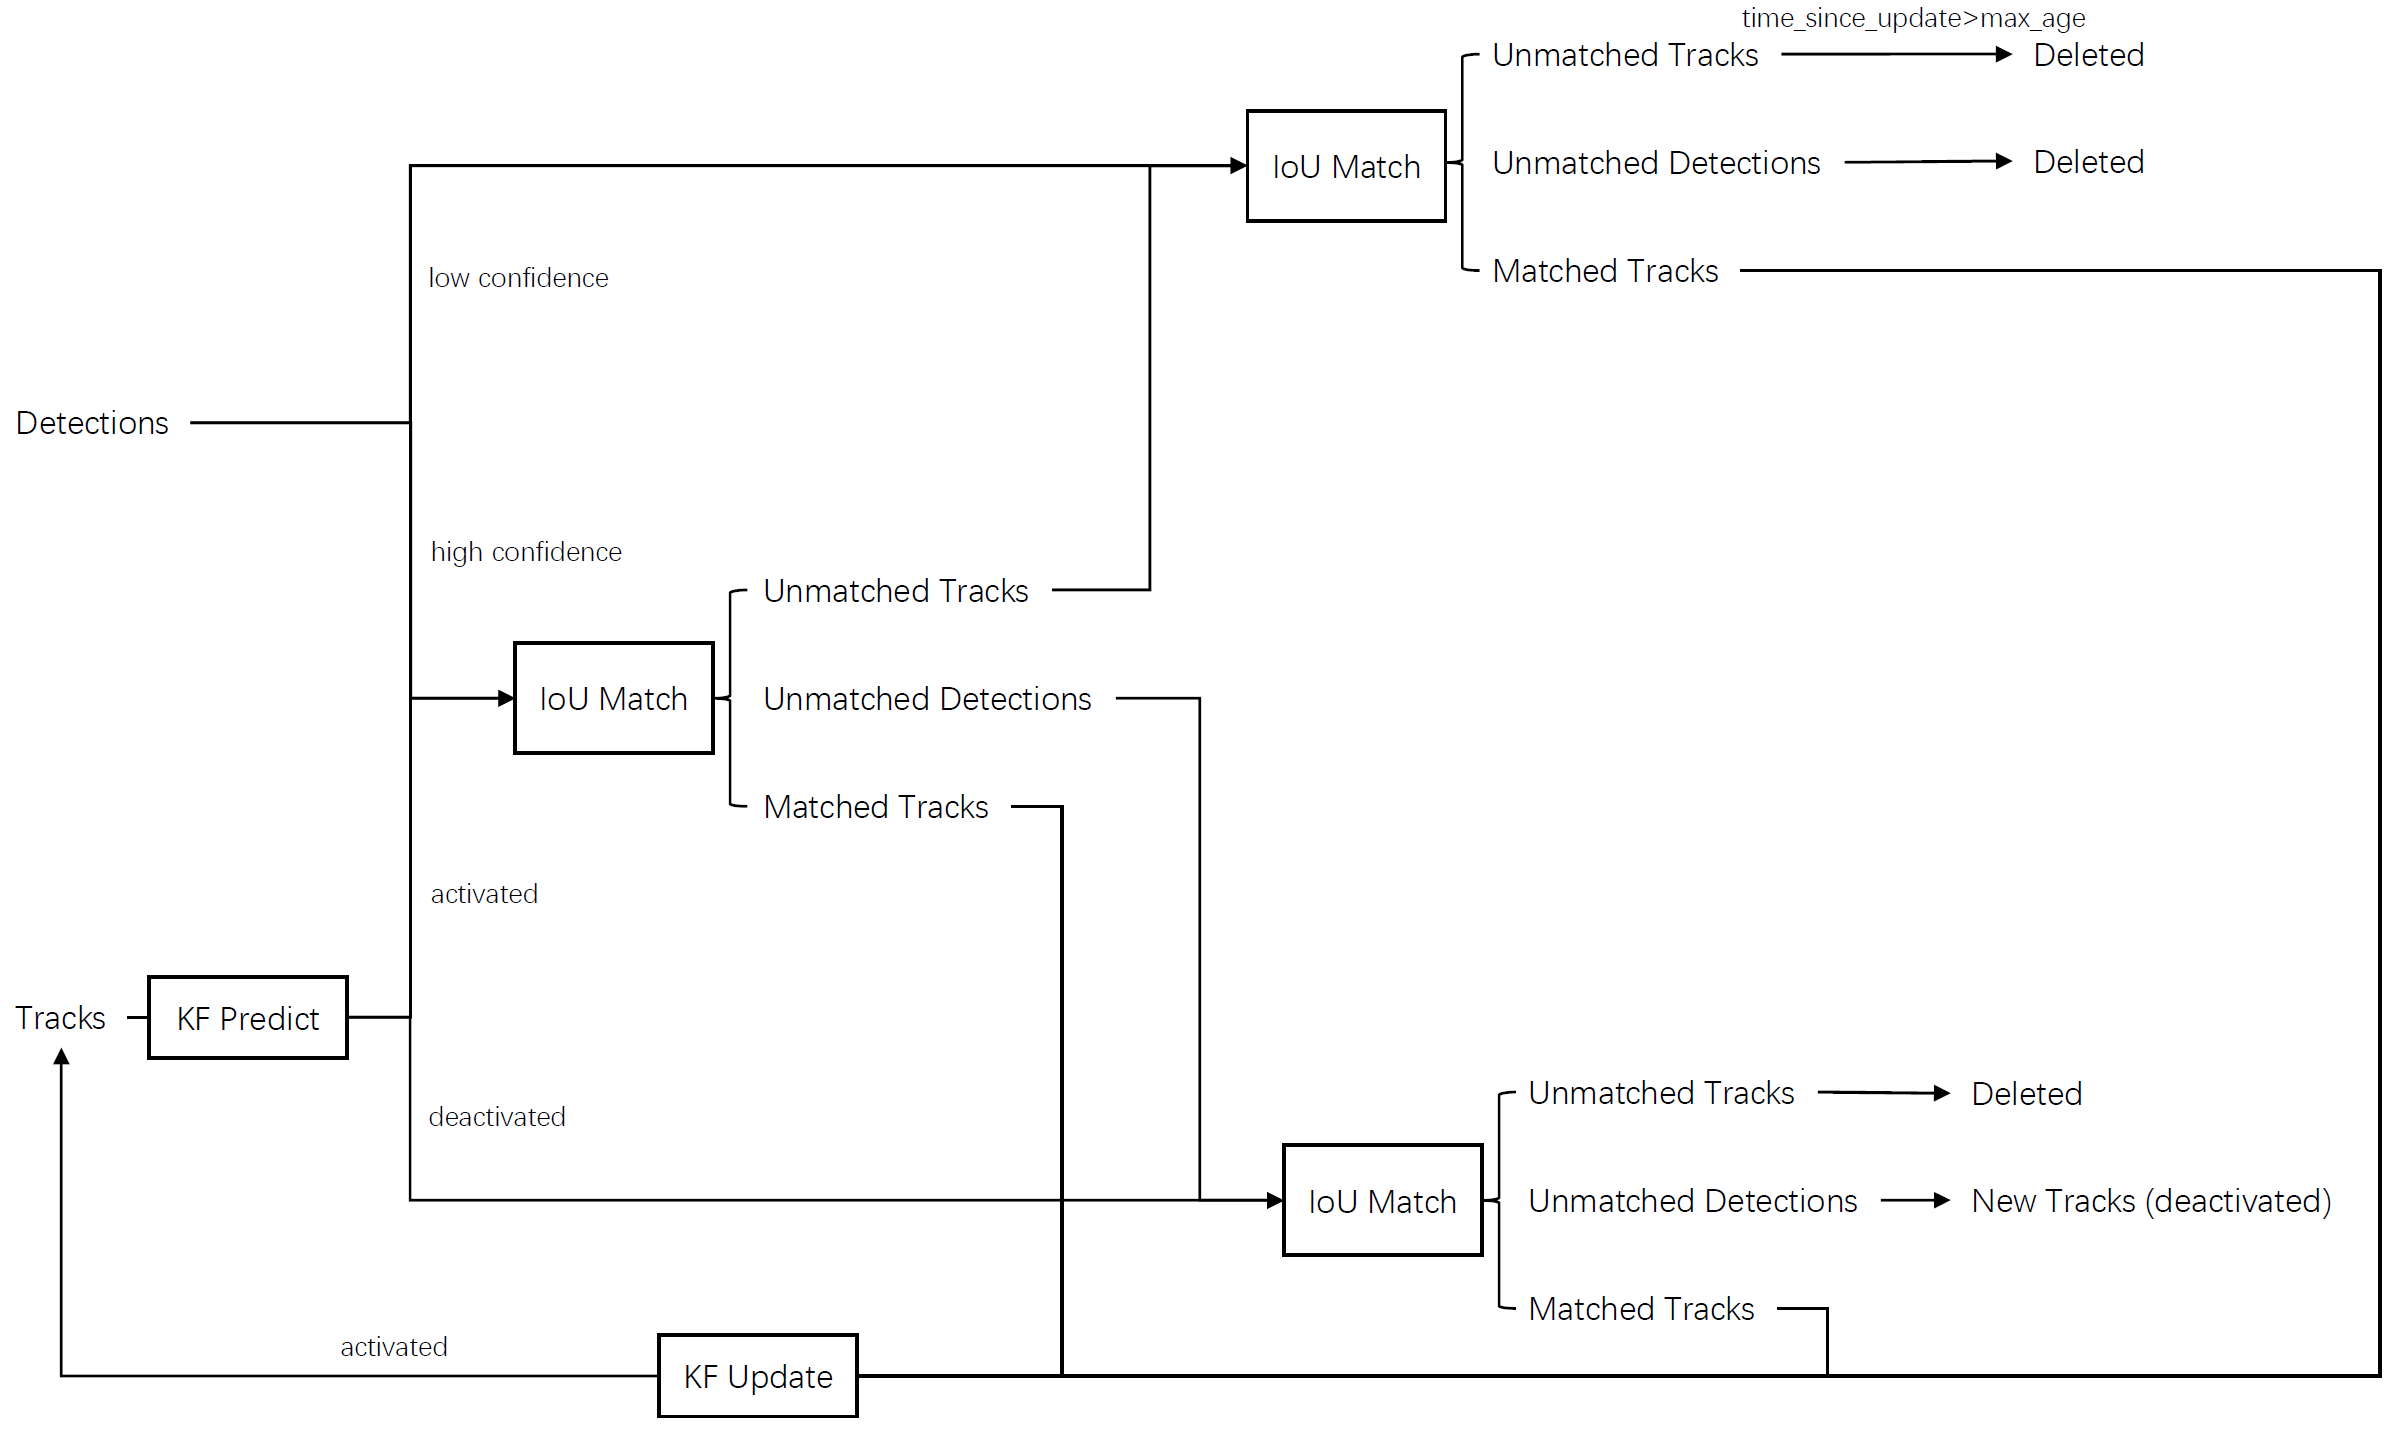 time_since_update>max_age
Unmatched Tracks
Deleted
IoU Match
Unmatched Detections
Deleted
Matched Tracks
low confidence
Detections
high confidence
Unmatched Tracks
IoU Match
Unmatched Detections
Matched Tracks
activated
Tracks
KF Predict
deactivated
Unmatched Tracks
Deleted
IoU Match
Unmatched Detections
New Tracks (deactivated)
Matched Tracks
activated
KF Update